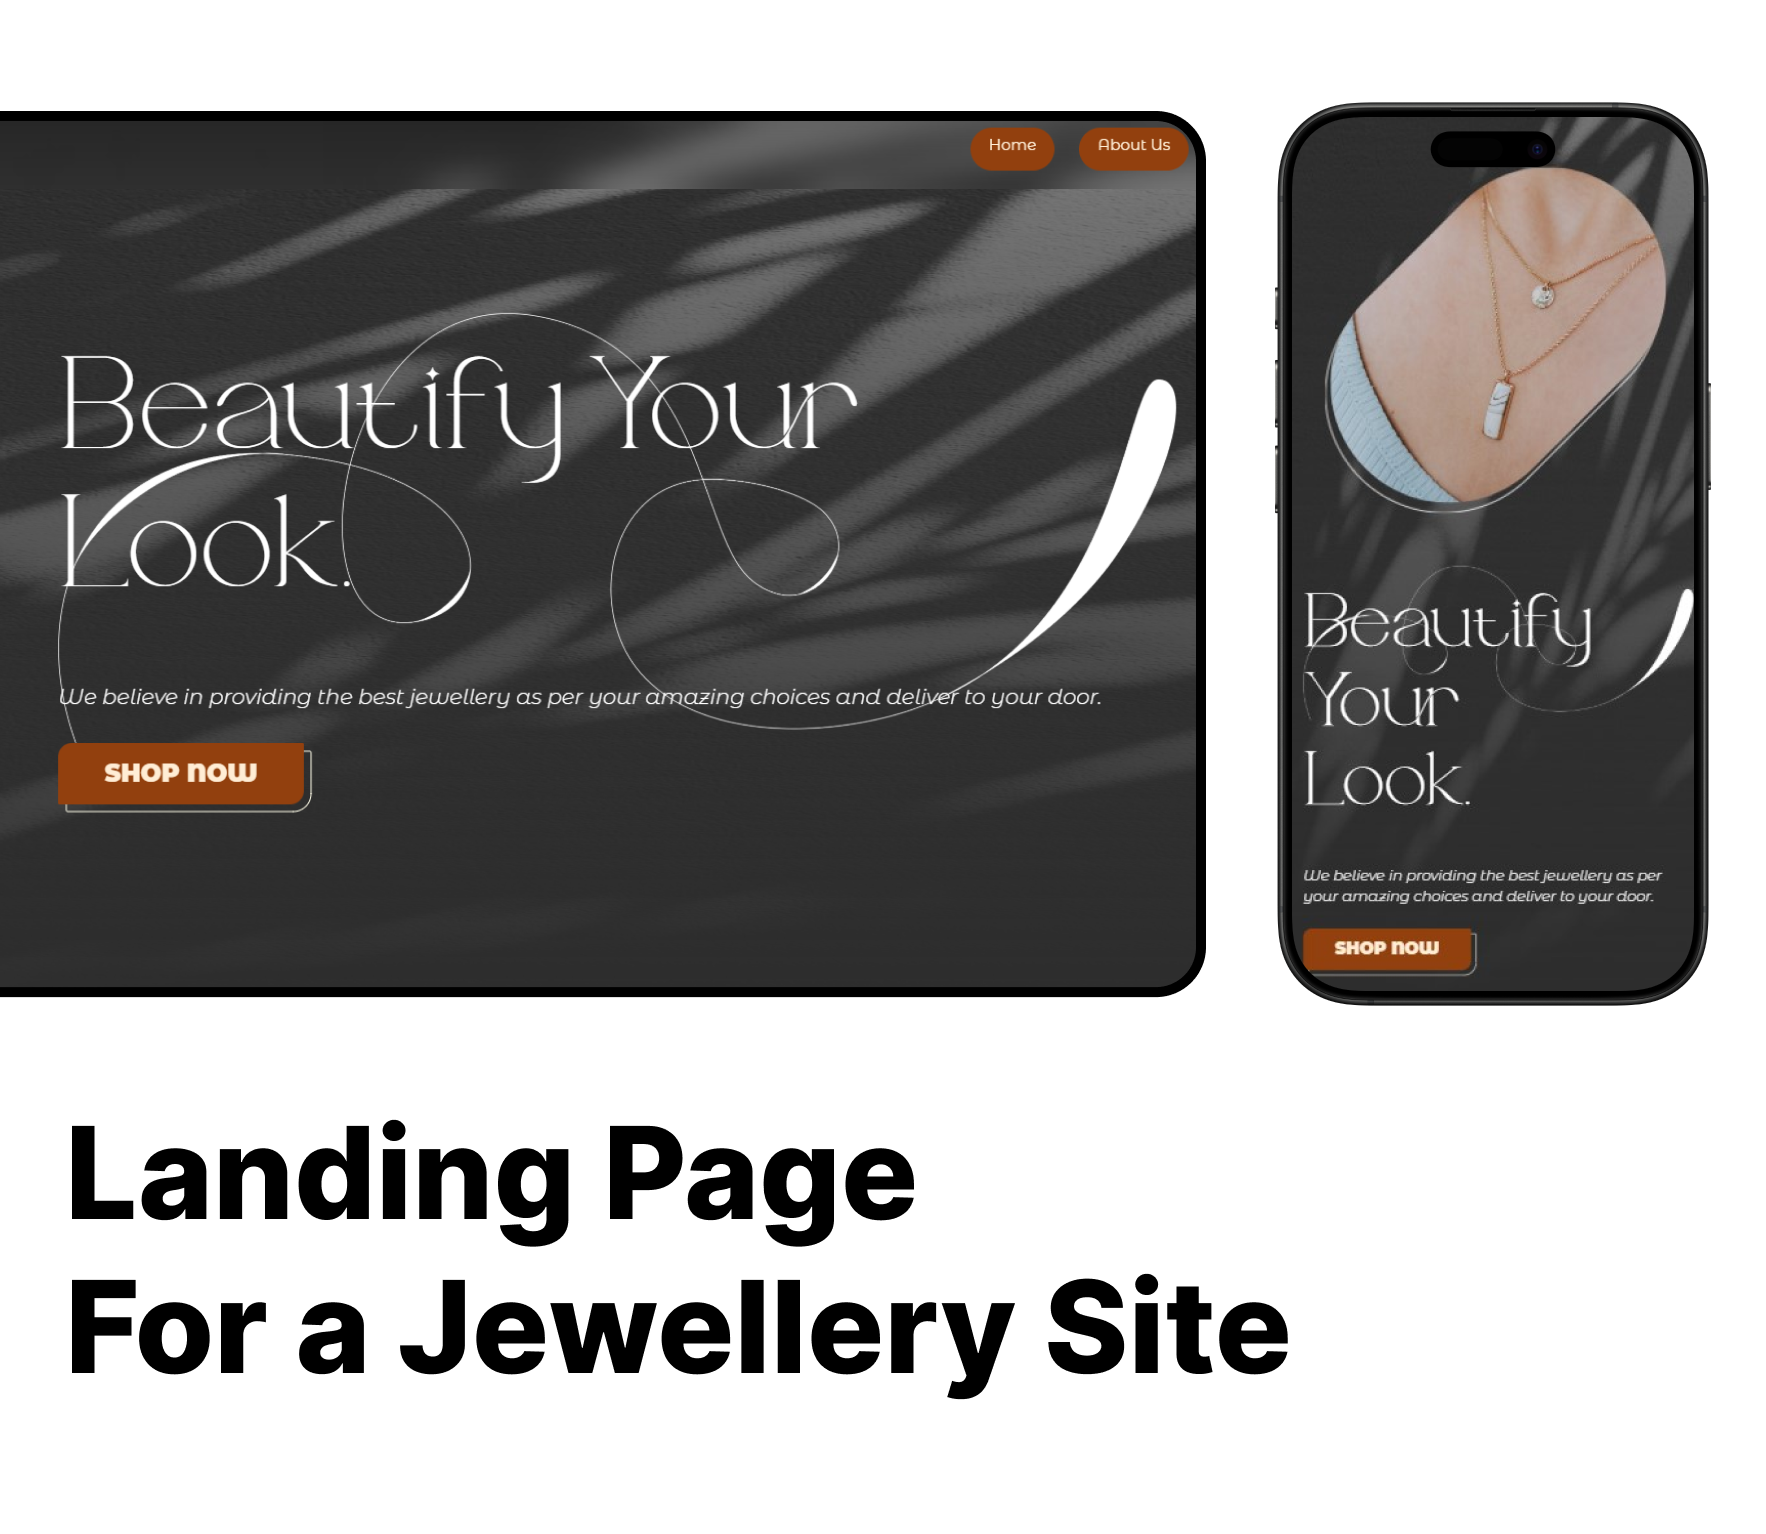 Home About Us
Beautify Your
Look.
We believe in providing the best jewellery as per your amazing choices and deliver to your door.
SHOP NOW
Beautify
Your
Look.
We believe in providing the best jewellery as per
your amazing choices and deliver to your door.
SHOP NOW
Landing Page
For a Jewellery Site